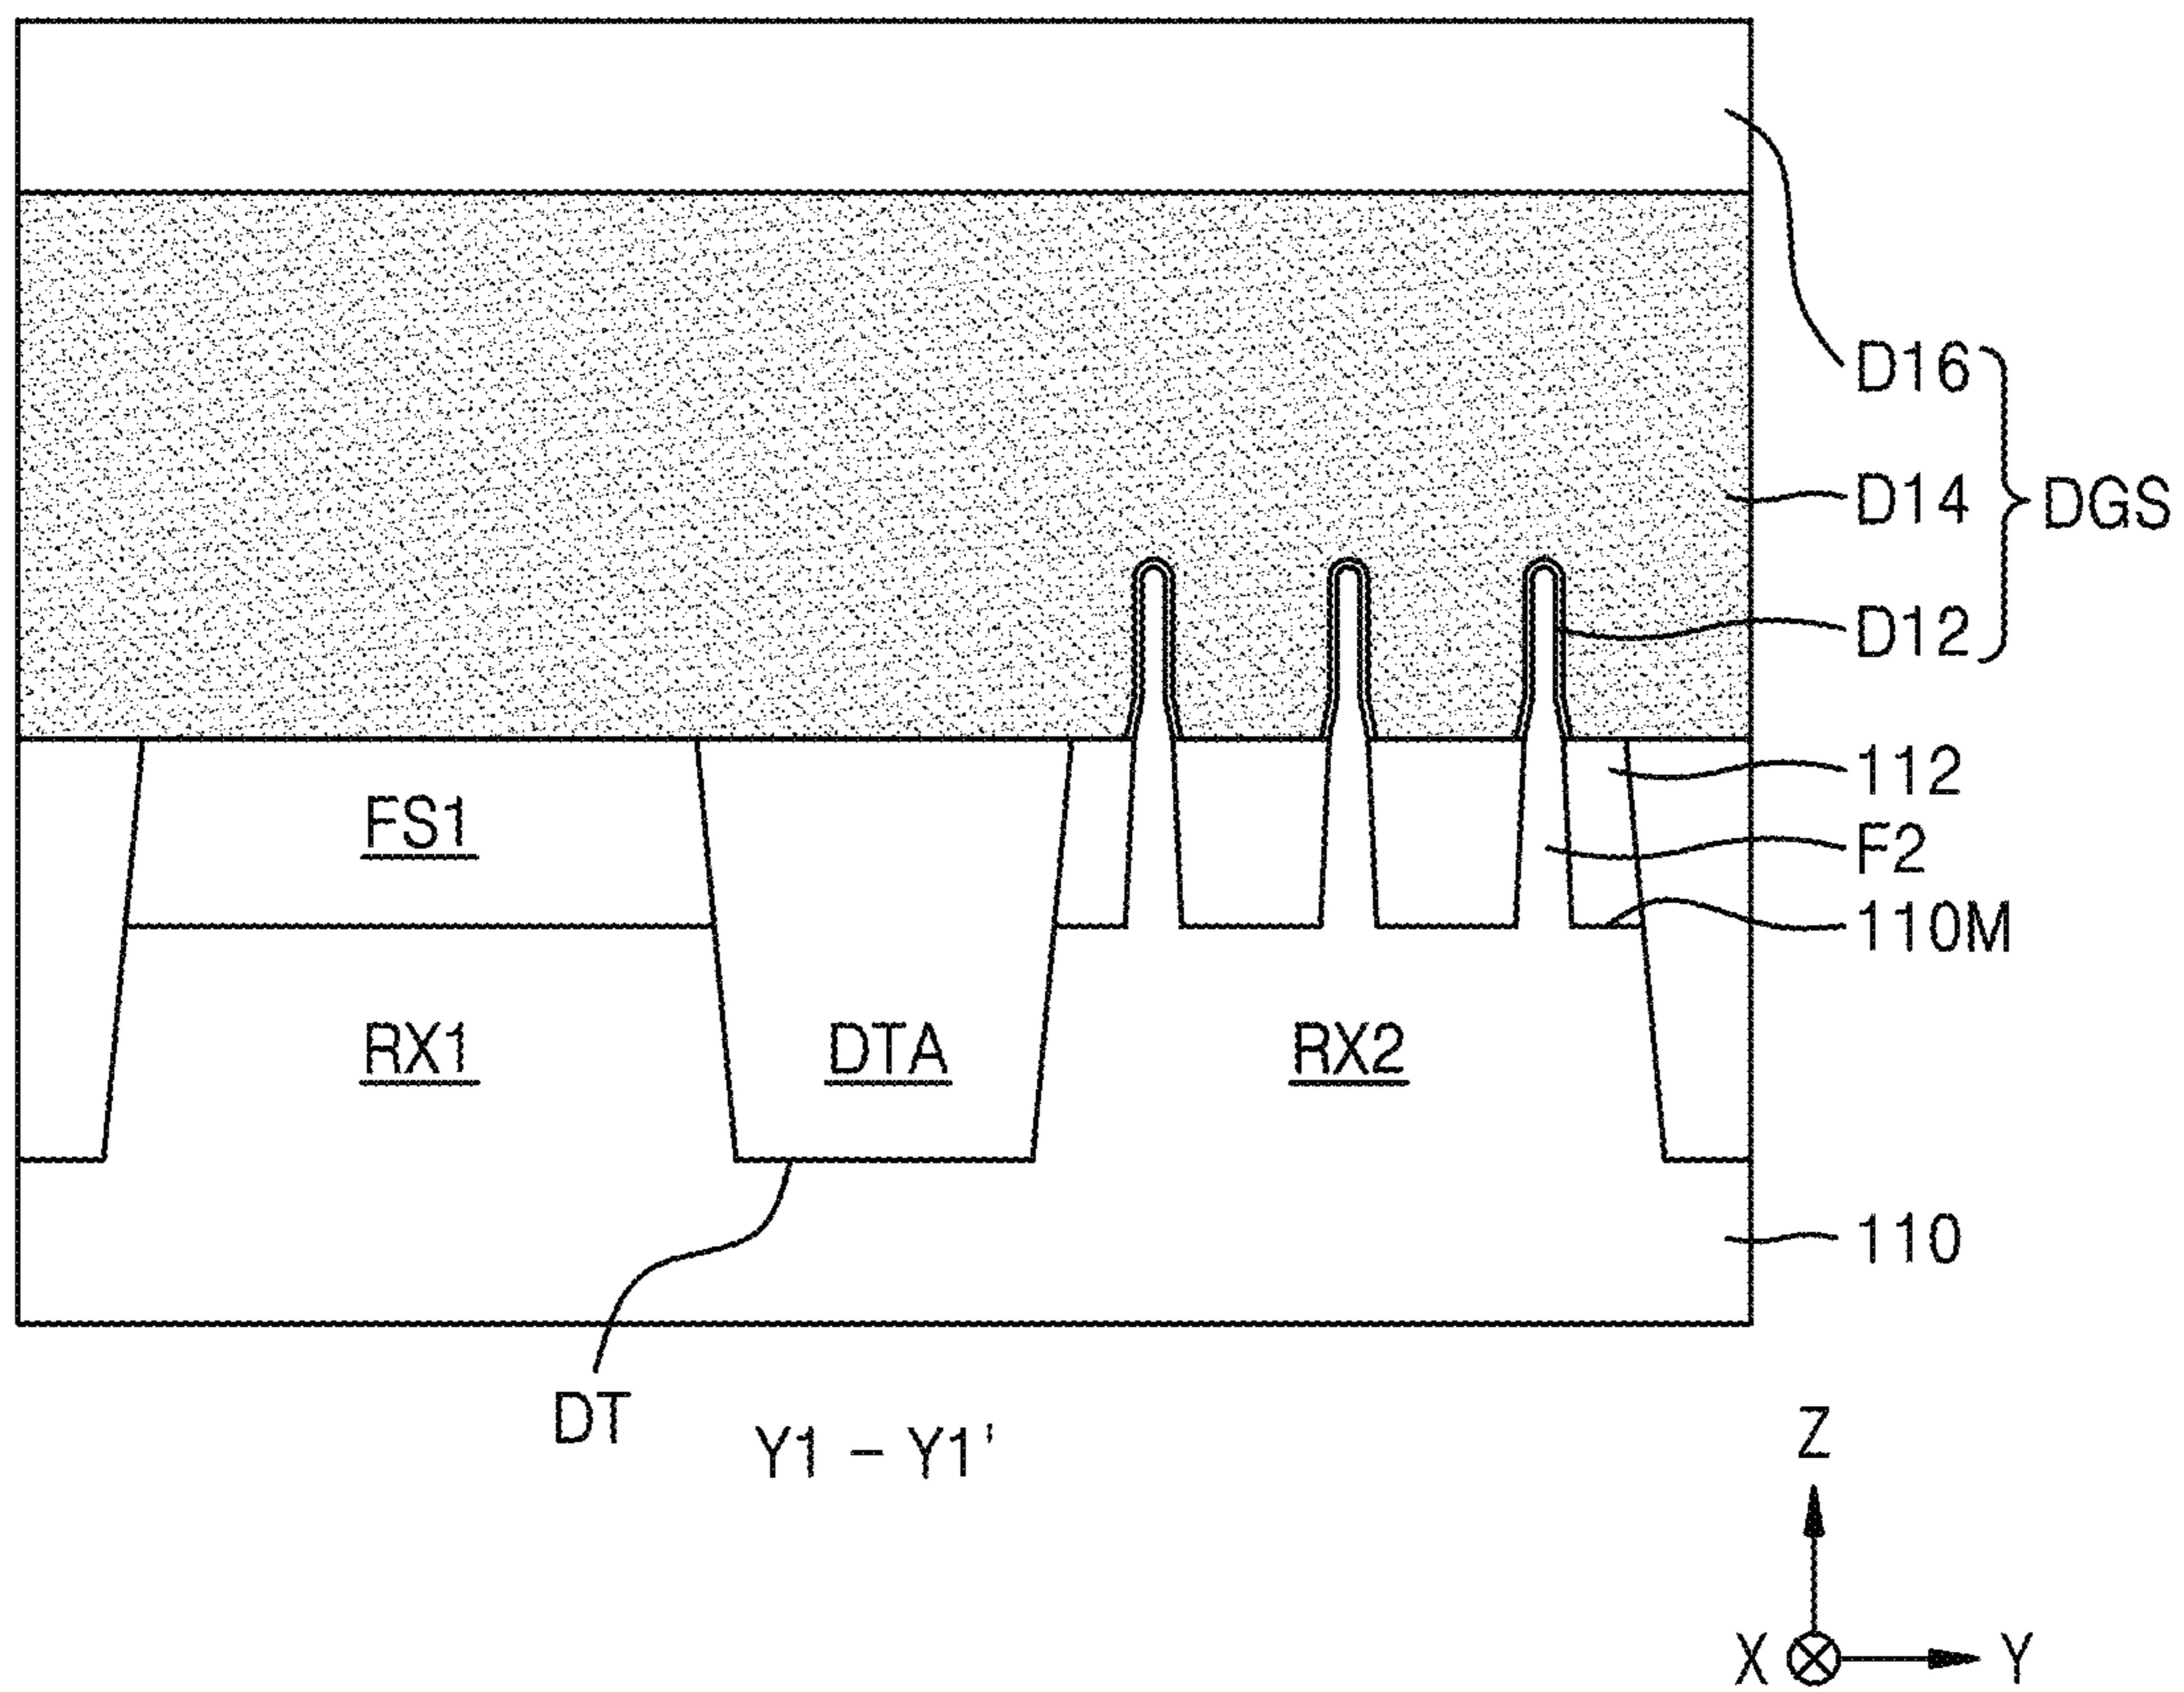 D16
D14
DGS
D12
112
FS1
F2
110M
RX1
DTA
RX2
110
DT
Y1 – Y1'
Z
X
Y